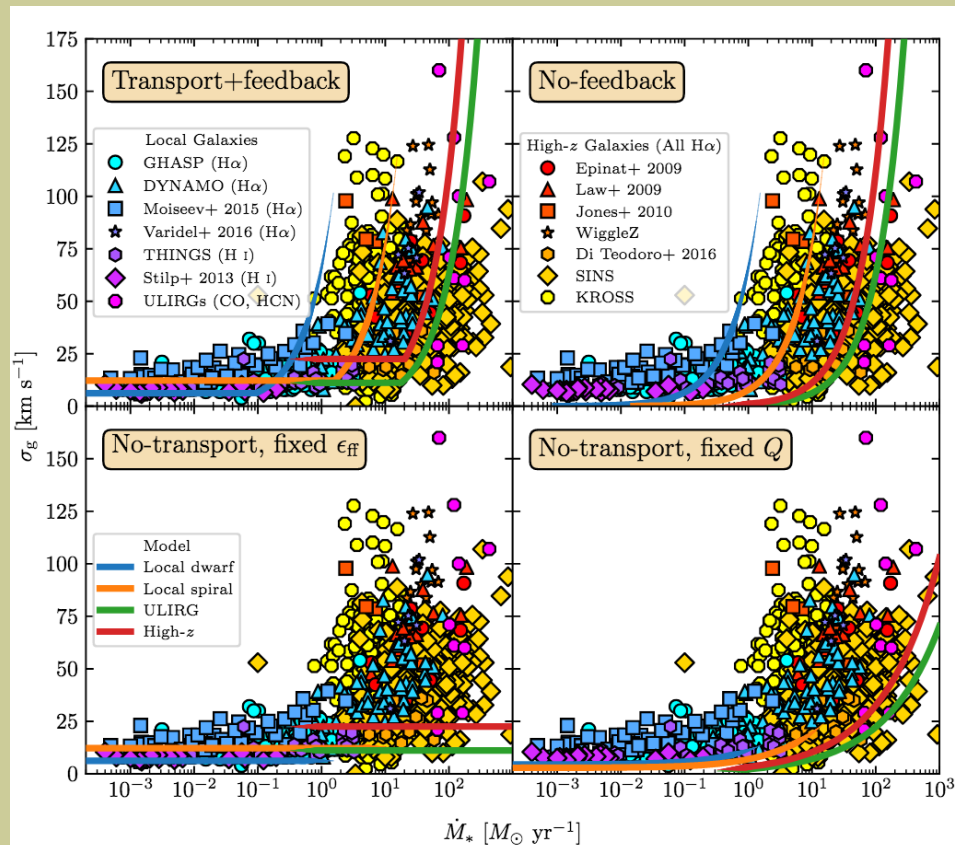 175
150
125
100
75
50
25
0
Transport+feedback
Local Galaxies
GHASP (Hα)
DYNAMO (Hα)
Moiseev+ 2015 (Hα)
Varidel+ 2016 (Hα)
THINGS (H I)
Stilp+ 2013 (H I)
ULIRGs (CO, HCN)
No-feedback
High-z Galaxies (All Hα)
Epinat+ 2009
Law+ 2009
Jones+ 2010
WiggleZ
Di Teodoro+ 2016
SINS
KROSS
σg [km s⁻¹]
150
125
100
75
50
25
0
No-transport, fixed ϵff
Model
Local dwarf
Local spiral
ULIRG
High-z
No-transport, fixed Q
10⁻³ 10⁻² 10⁻¹ 10⁰ 10¹ 10² 10⁻³ 10⁻² 10⁻¹ 10⁰ 10¹ 10² 10³
Ṁ* [M⊙ yr⁻¹]